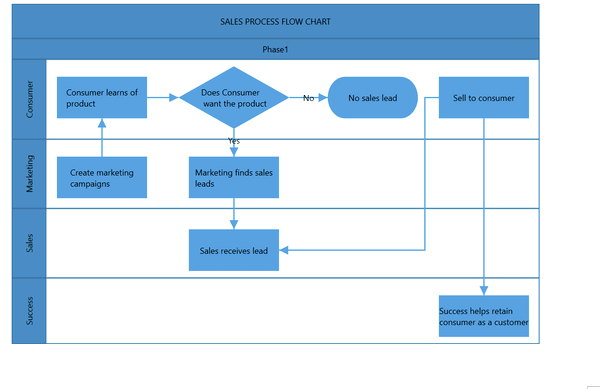 SALES PROCESS FLOW CHART
Phase1
Consumer
Consumer learns of
product
Does Consumer
want the product
No
No sales lead
Sell to consumer
Yes
Marketing
Create marketing
campaigns
Marketing finds sales
leads
Sales
Sales receives lead
Success
Success helps retain
consumer as a customer